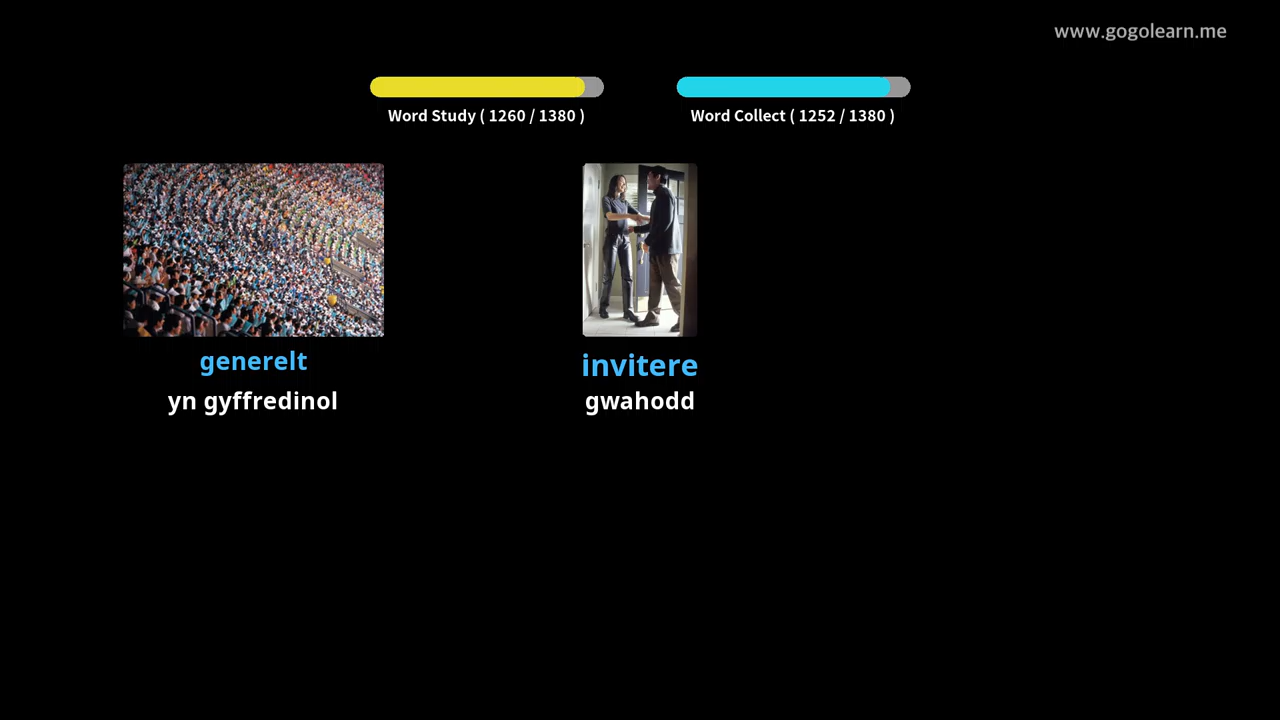 www.gogolearn.me
Word Study ( 1260 / 1380 )
Word Collect ( 1252 / 1380 )
generelt
yn gyffredinol
invitere
gwahodd